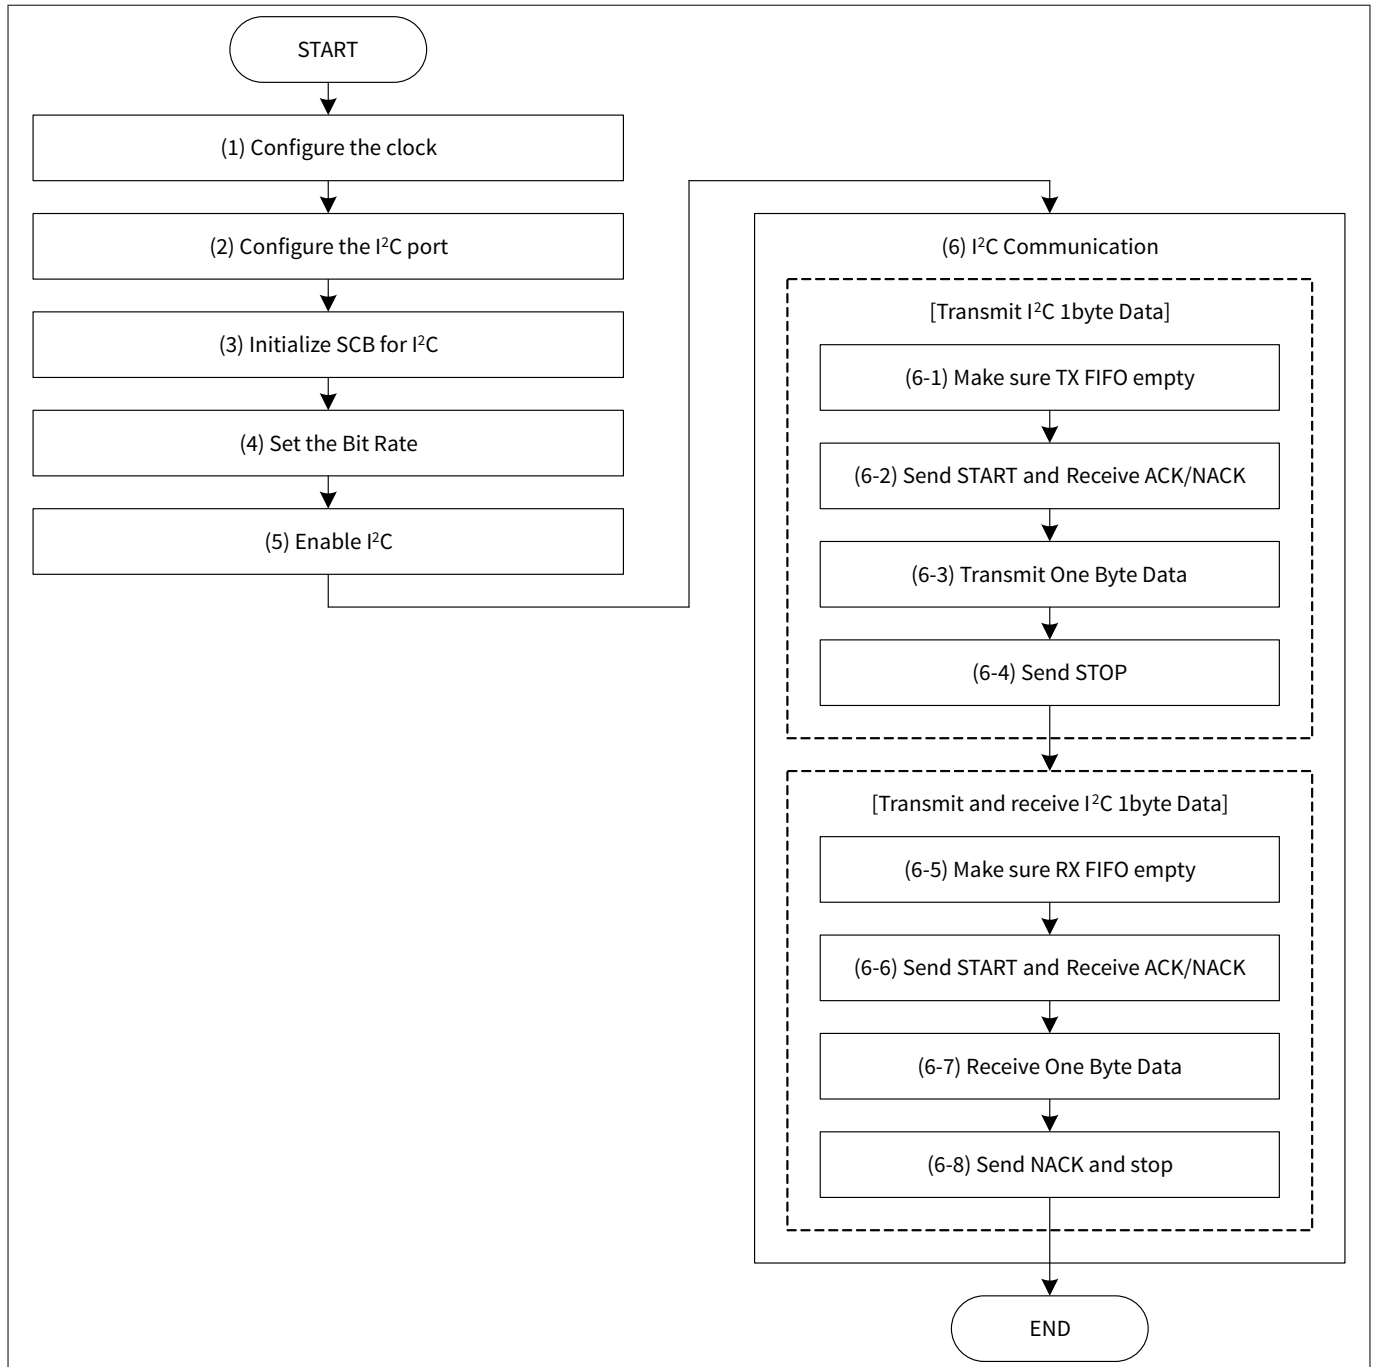 START
(1) Configure the clock
(2) Configure the I²C port
(3) Initialize SCB for I²C
(4) Set the Bit Rate
(5) Enable I²C
(6) I²C Communication
[Transmit I²C 1byte Data]
(6-1) Make sure TX FIFO empty
(6-2) Send START and Receive ACK/NACK
(6-3) Transmit One Byte Data
(6-4) Send STOP
[Transmit and receive I²C 1byte Data]
(6-5) Make sure RX FIFO empty
(6-6) Send START and Receive ACK/NACK
(6-7) Receive One Byte Data
(6-8) Send NACK and stop
END